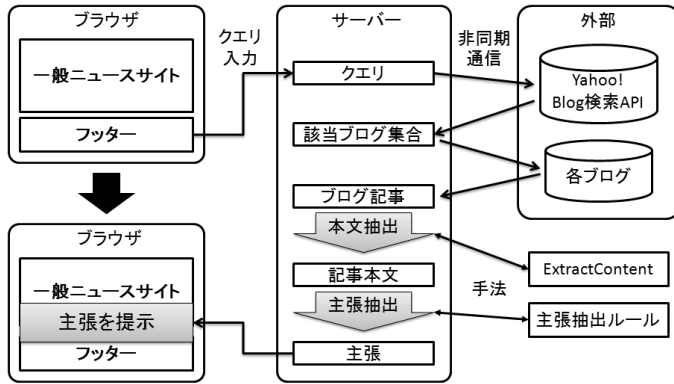 ブラウザ
一般ニュースサイト
フッター
クエリ
入力
サーバー
クエリ
該当ブログ集合
ブログ記事
本文抽出
記事本文
主張抽出
主張
非同期
通信
外部
Yahoo!
Blog検索API
各ブログ
ExtractContent
手法
主張抽出ルール
ブラウザ
一般ニュースサイト
主張を提示
フッター